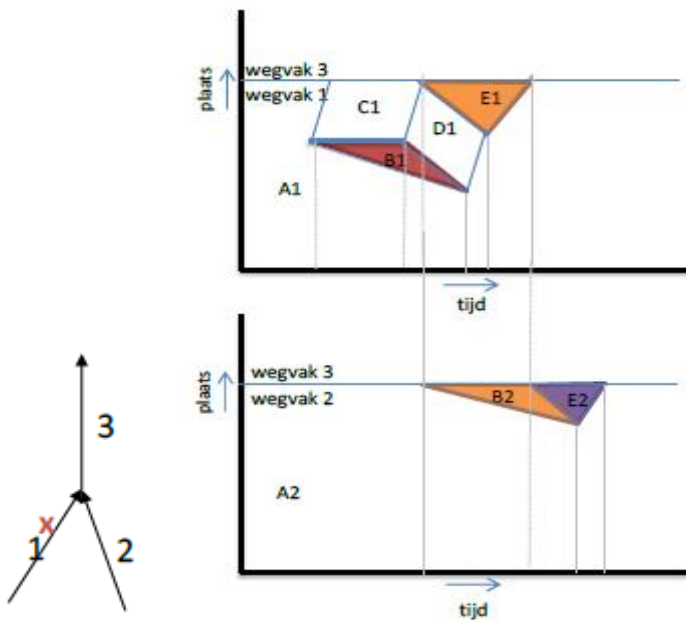 plaats
wegvak 3
wegvak 1
C1
E1
D1
B1
A1
tijd
plaats
wegvak 3
wegvak 2
B2
E2
A2
tijd
3
x
1
2